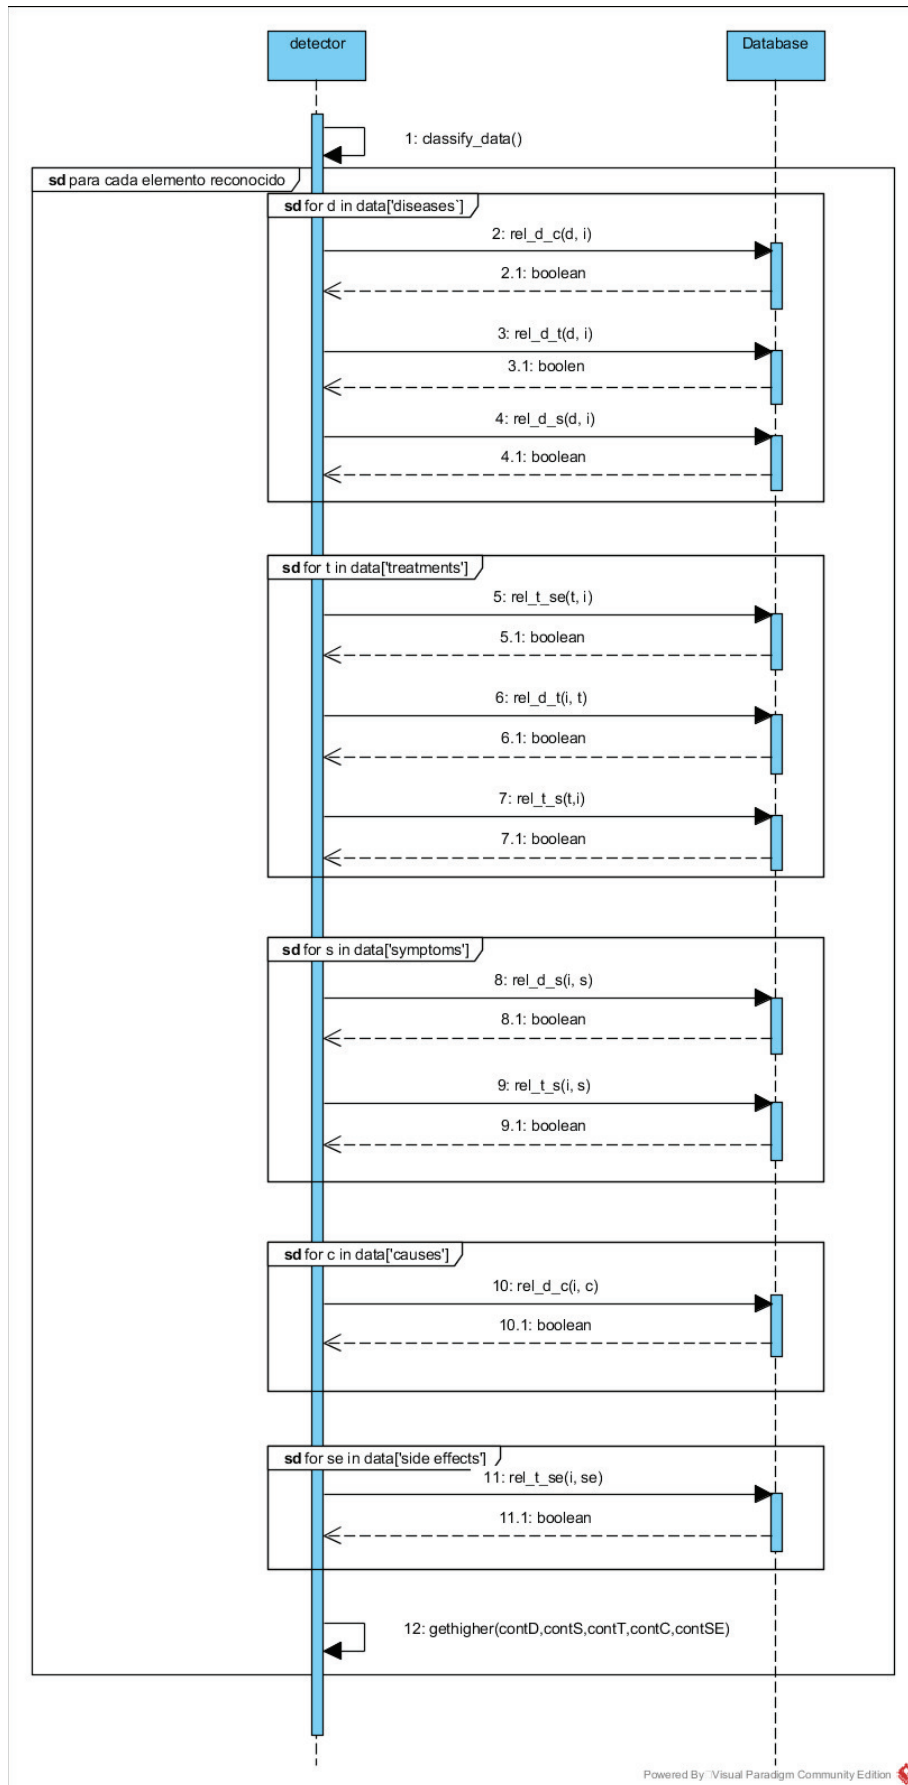 detector
Database
1: classify_data()
sd para cada elemento reconocido
sd for d in data['diseases`]
2: rel_d_c(d, i)
2.1: boolean
3: rel_d_t(d, i)
3.1: boolen
4: rel_d_s(d, i)
4.1: boolean
sd for t in data['treatments']
5: rel_t_se(t, i)
5.1: boolean
6: rel_d_t(i, t)
6.1: boolean
7: rel_t_s(t,i)
7.1: boolean
sd for s in data['symptoms']
8: rel_d_s(i, s)
8.1: boolean
9: rel_t_s(i, s)
9.1: boolean
sd for c in data['causes']
10: rel_d_c(i, c)
10.1: boolean
sd for se in data['side effects']
11: rel_t_se(i, se)
11.1: boolean
12: gethigher(contD,contS,contT,contC,contSE)
Powered By Visual Paradigm Community Edition